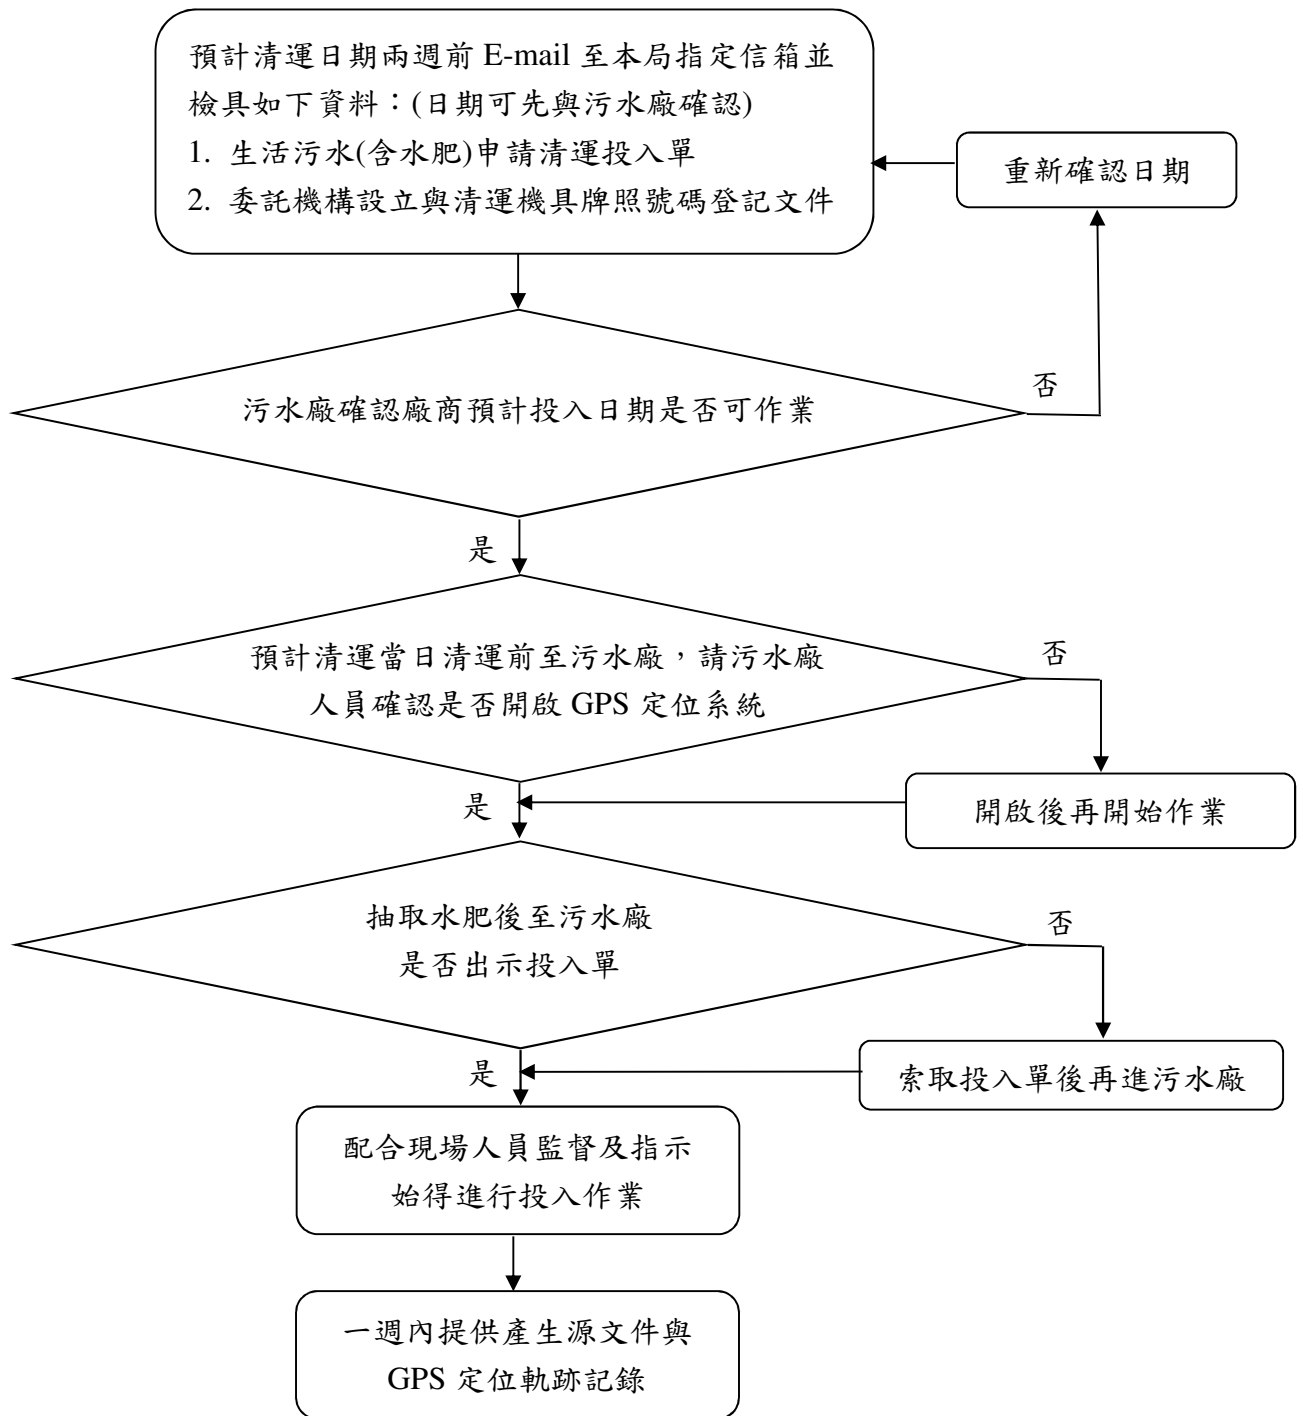 預計清運日期兩週前 E-mail 至本局指定信箱並
檢具如下資料：(日期可先與污水廠確認)
1. 生活污水(含水肥)申請清運投入單
2. 委託機構設立與清運機具牌照號碼登記文件
重新確認日期
污水廠確認廠商預計投入日期是否可作業
否
是
預計清運當日清運前至污水廠，請污水廠
人員確認是否開啟 GPS 定位系統
否
開啟後再開始作業
是
抽取水肥後至污水廠
是否出示投入單
否
索取投入單後再進污水廠
是
配合現場人員監督及指示
始得進行投入作業
一週內提供產生源文件與
GPS 定位軌跡記錄